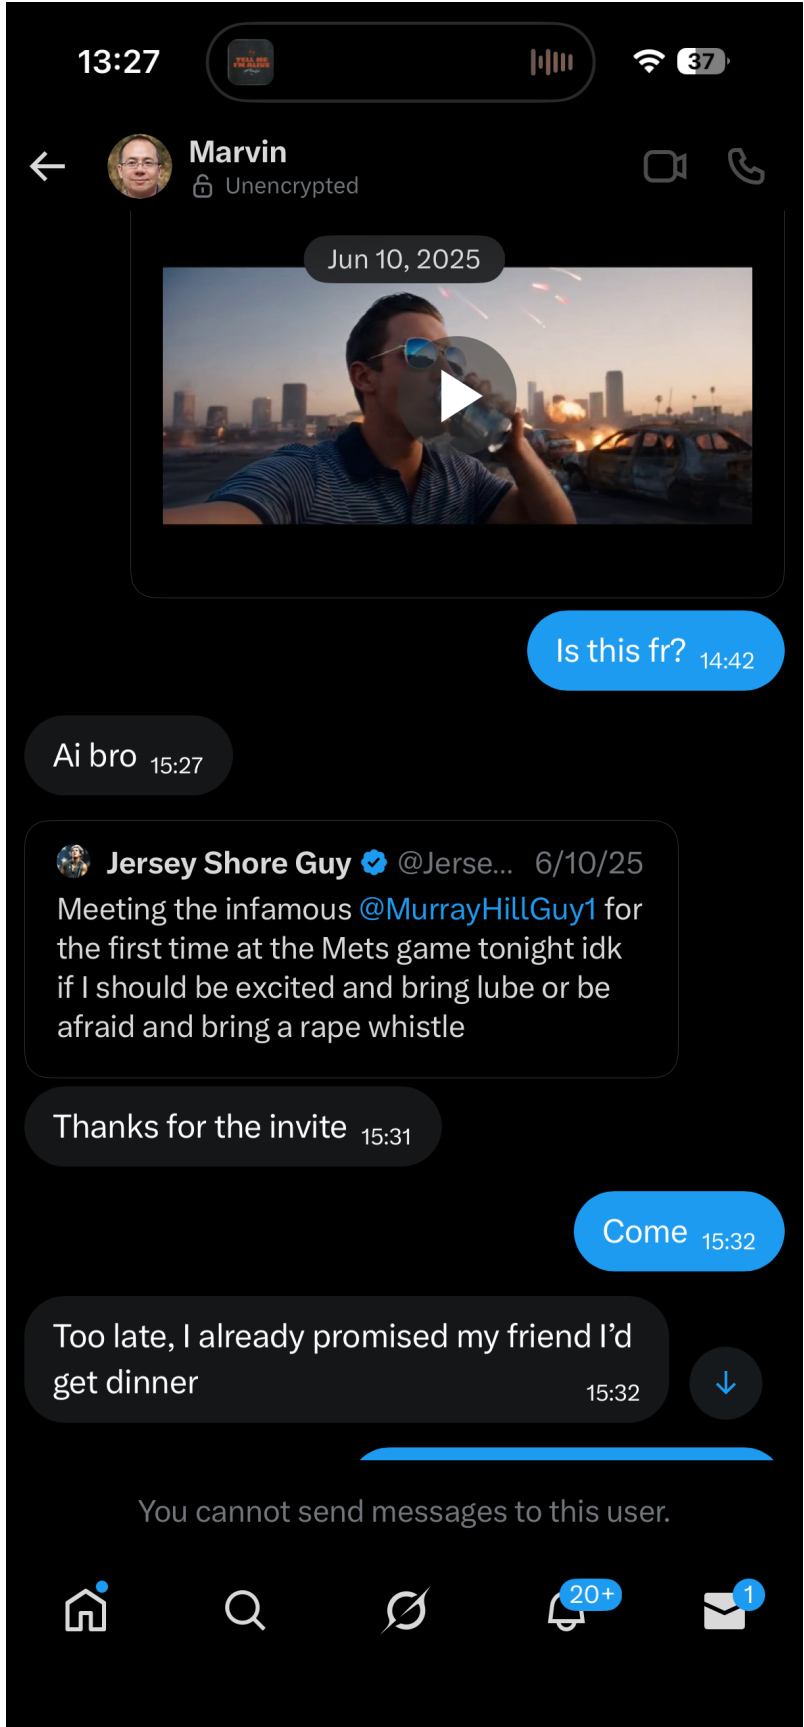 13:27
TELL ME
I'M ALIVE
37
Marvin
Unencrypted
Jun 10, 2025
Is this fr? 14:42
Ai bro 15:27
Jersey Shore Guy @Jerse... 6/10/25
Meeting the infamous @MurrayHillGuy1 for
the first time at the Mets game tonight idk
if I should be excited and bring lube or be
afraid and bring a rape whistle
Thanks for the invite 15:31
Come 15:32
Too late, I already promised my friend I’d
get dinner 15:32
You cannot send messages to this user.
20+
1